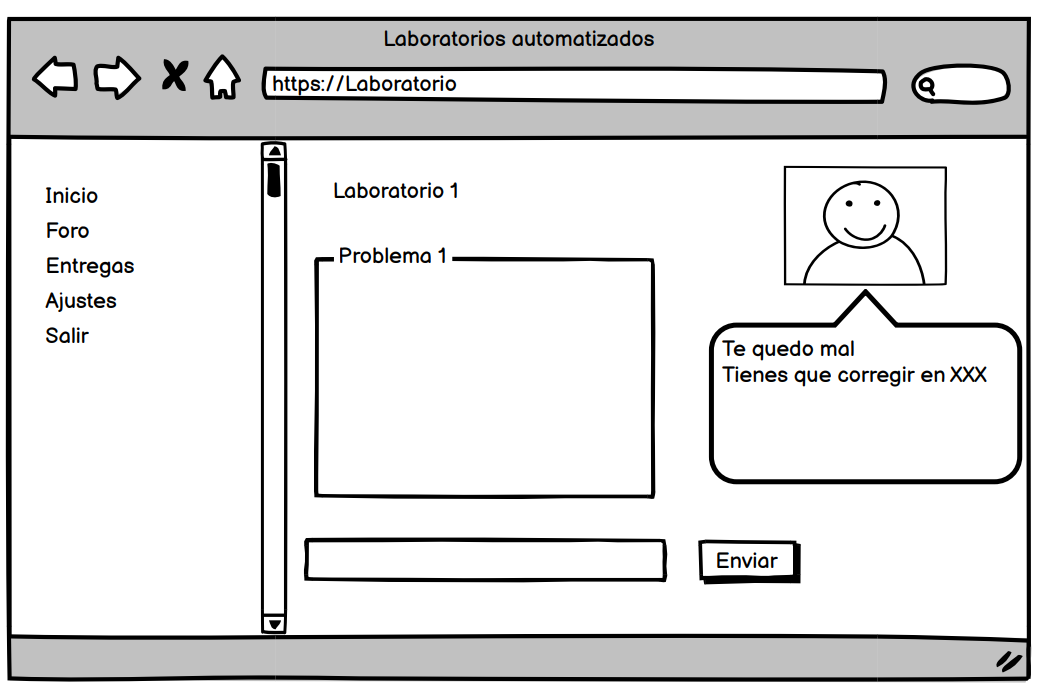 Laboratorios automatizados
https://Laboratorio
Inicio
Foro
Entregas
Ajustes
Salir
Laboratorio 1
Problema 1
Te quedo mal
Tienes que corregir en XXX
Enviar